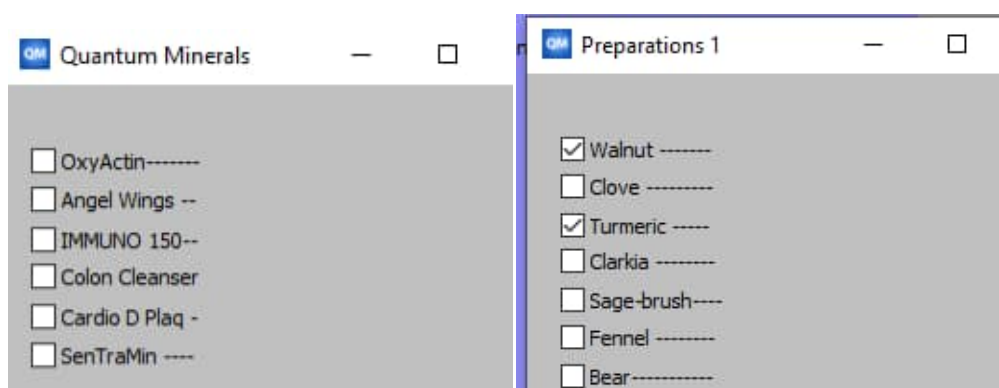 QM Quantum Minerals
OxyActin-------
Angel Wings --
IMMUNO 150--
Colon Cleanser
Cardio D Plaq -
SenTraMin ----
QM Preparations 1
Walnut -------
Clove ---------
Turmeric -----
Clarkia --------
Sage-brush----
Fennel --------
Bear-----------